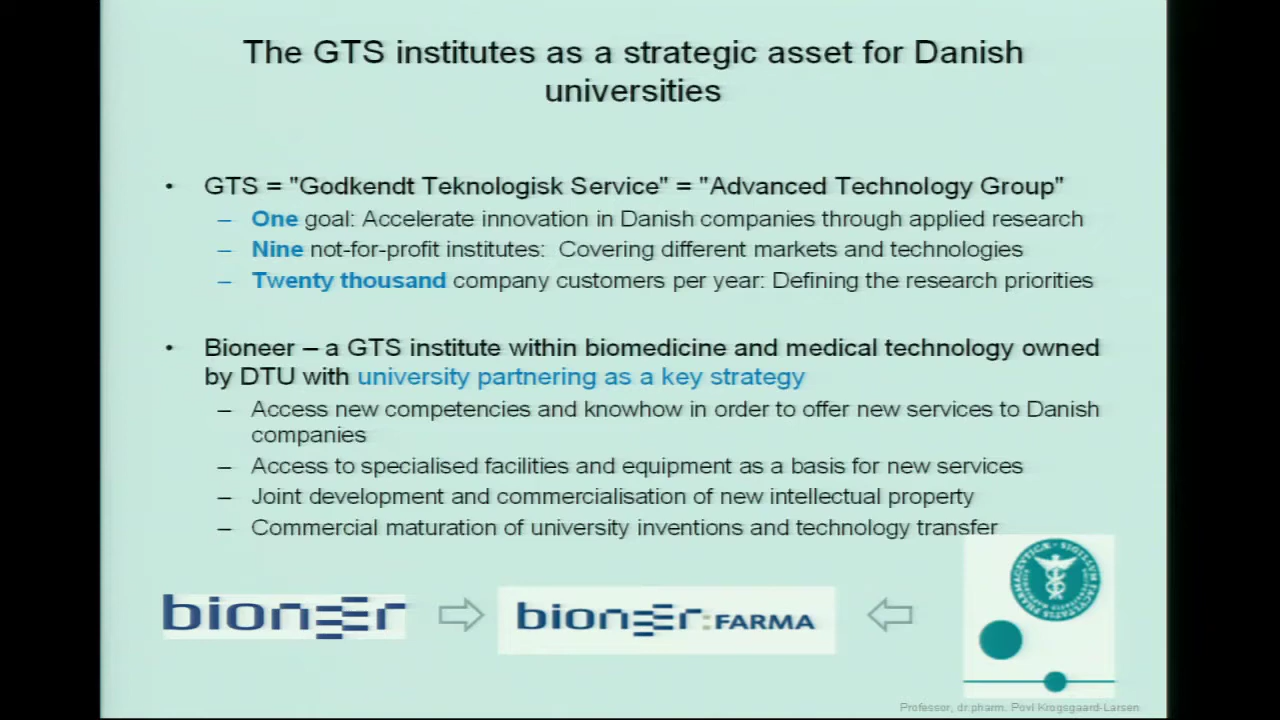 The GTS institutes as a strategic asset for Danish
universities
• GTS = "Godkendt Teknologisk Service" = "Advanced Technology Group"
– One goal: Accelerate innovation in Danish companies through applied research
– Nine not-for-profit institutes: Covering different markets and technologies
– Twenty thousand company customers per year: Defining the research priorities
• Bioneer – a GTS institute within biomedicine and medical technology owned
by DTU with university partnering as a key strategy
– Access new competencies and knowhow in order to offer new services to Danish
companies
– Access to specialised facilities and equipment as a basis for new services
– Joint development and commercialisation of new intellectual property
– Commercial maturation of university inventions and technology transfer
bioneer
bioneer:FARMA
Professor, dr.pharm. Povl Krogsgaard-Larsen